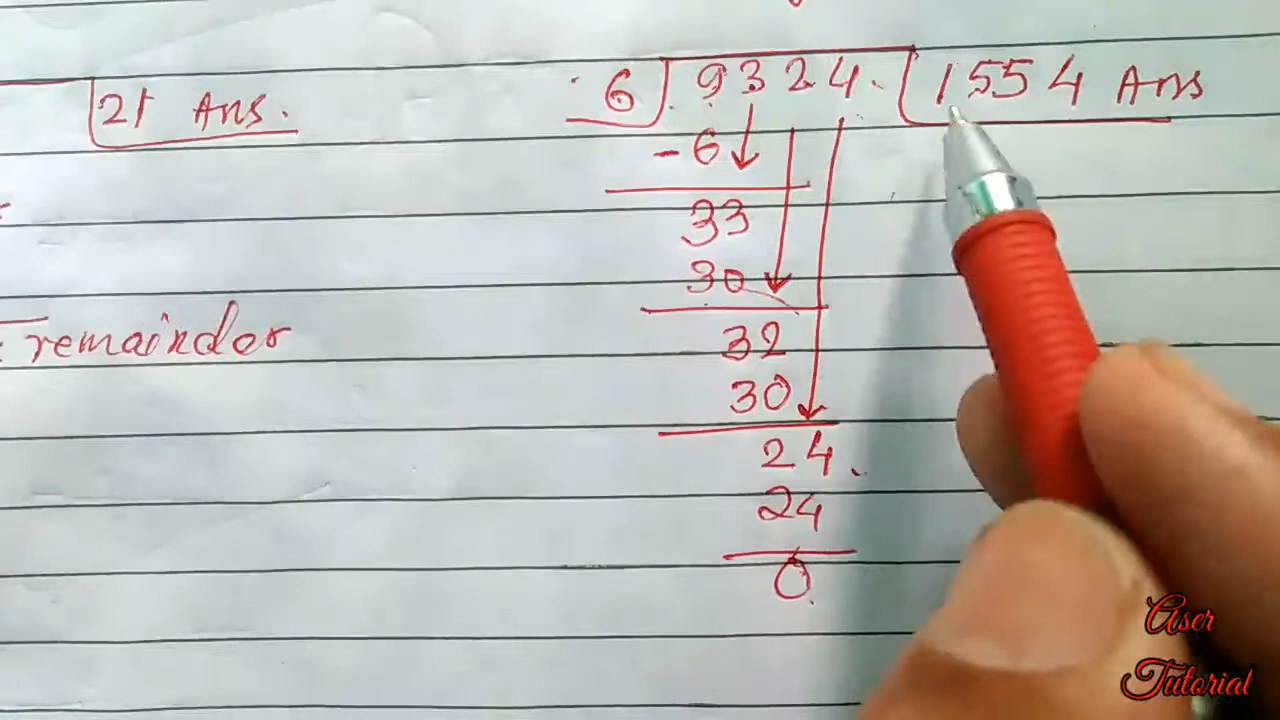 21 Ans.
remainder
6) 9324 (1554 Ans
- 6
33
30
32
30
24
24
0
Aser
Tutorial